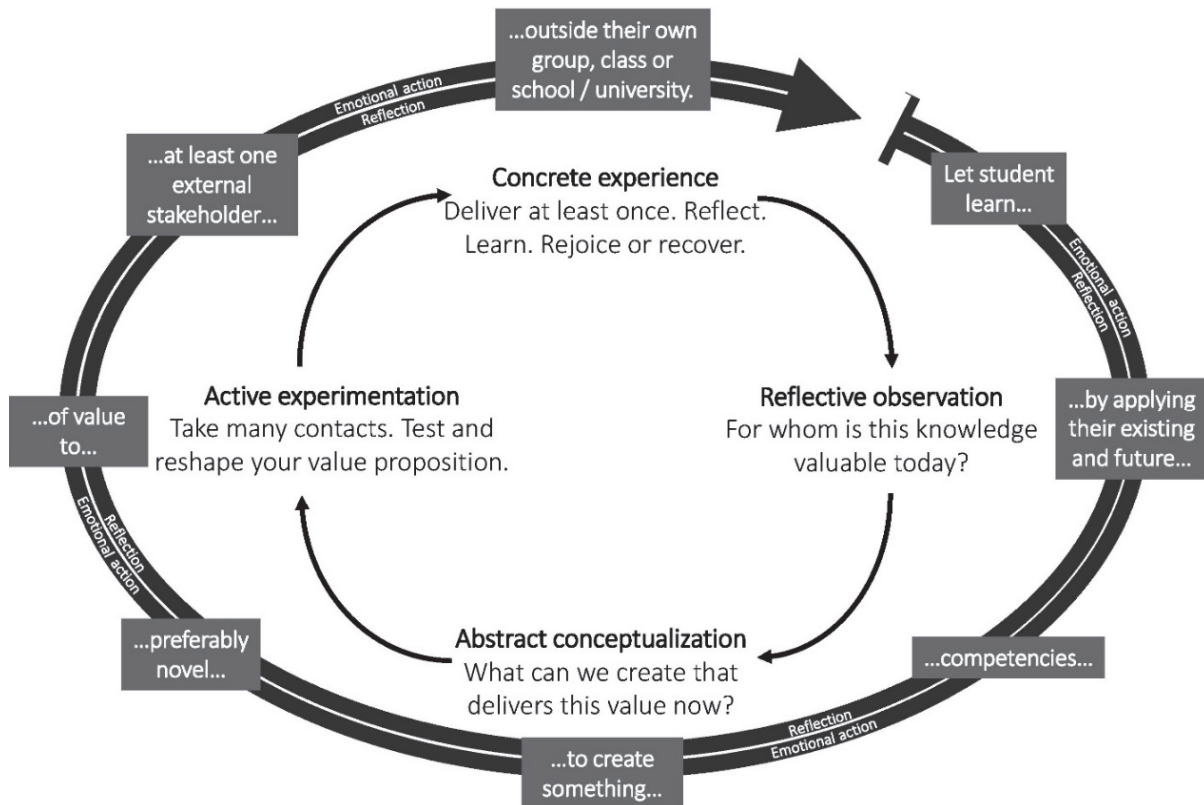 ...outside their own
group, class or
school / university.
Emotional action
Reflection
...at least one
external
stakeholder...
Let student
learn...
Concrete experience
Deliver at least once. Reflect.
Learn. Rejoice or recover.
Emotional action
Reflection
...of value
to...
Active experimentation
Take many contacts. Test and
reshape your value proposition.
Reflective observation
For whom is this knowledge
valuable today?
...by applying
their existing
and future...
Reflection
Emotional action
...preferably
novel...
Abstract conceptualization
What can we create that
delivers this value now?
...competencies...
Reflection
Emotional action
...to create
something...